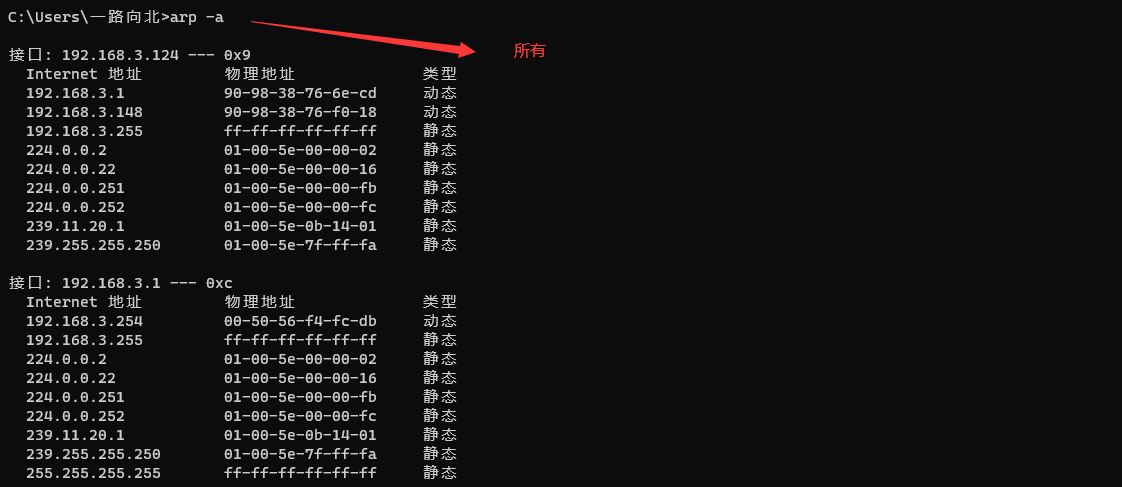 C:\Users\一路向北>arp -a
所有
接口: 192.168.3.124 --- 0x9
Internet 地址 物理地址 类型
192.168.3.1 90-98-38-76-6e-cd 动态
192.168.3.148 90-98-38-76-f0-18 动态
192.168.3.255 ff-ff-ff-ff-ff-ff 静态
224.0.0.2 01-00-5e-00-00-02 静态
224.0.0.22 01-00-5e-00-00-16 静态
224.0.0.251 01-00-5e-00-00-fb 静态
224.0.0.252 01-00-5e-00-00-fc 静态
239.11.20.1 01-00-5e-0b-14-01 静态
239.255.255.250 01-00-5e-7f-ff-fa 静态
接口: 192.168.3.1 --- 0xc
Internet 地址 物理地址 类型
192.168.3.254 00-50-56-f4-fc-db 动态
192.168.3.255 ff-ff-ff-ff-ff-ff 静态
224.0.0.2 01-00-5e-00-00-02 静态
224.0.0.22 01-00-5e-00-00-16 静态
224.0.0.251 01-00-5e-00-00-fb 静态
224.0.0.252 01-00-5e-00-00-fc 静态
239.11.20.1 01-00-5e-0b-14-01 静态
239.255.255.250 01-00-5e-7f-ff-fa 静态
255.255.255.255 ff-ff-ff-ff-ff-ff 静态